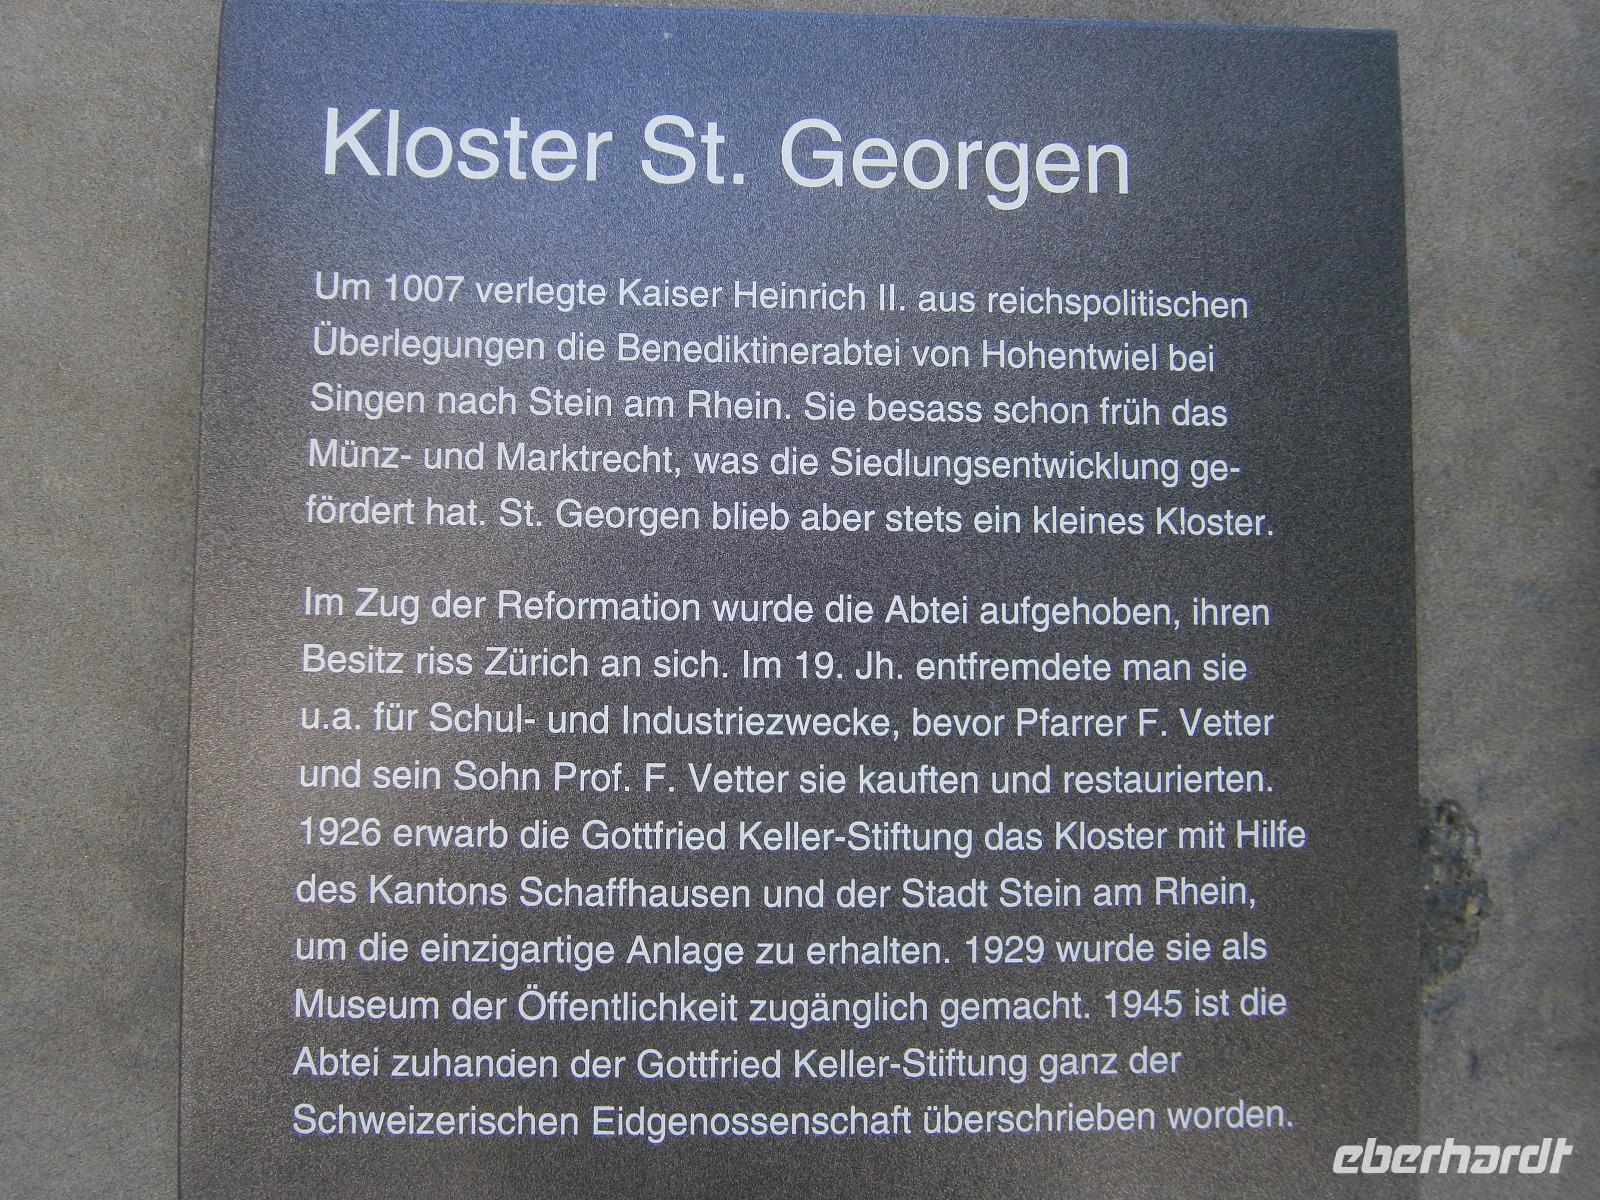 Kloster St. Georgen
Um 1007 verlegte Kaiser Heinrich II. aus reichspolitischen
Überlegungen die Benediktinerabtei von Hohentwiel bei
Singen nach Stein am Rhein. Sie besass schon früh das
Münz- und Marktrecht, was die Siedlungsentwicklung ge-
fördert hat. St. Georgen blieb aber stets ein kleines Kloster.
Im Zug der Reformation wurde die Abtei aufgehoben, ihren
Besitz riss Zürich an sich. Im 19. Jh. entfremdete man sie
u.a. für Schul- und Industriezwecke, bevor Pfarrer F. Vetter
und sein Sohn Prof. F. Vetter sie kauften und restaurierten.
1926 erwarb die Gottfried Keller-Stiftung das Kloster mit Hilfe
des Kantons Schaffhausen und der Stadt Stein am Rhein,
um die einzigartige Anlage zu erhalten. 1929 wurde sie als
Museum der Öffentlichkeit zugänglich gemacht. 1945 ist die
Abtei zuhanden der Gottfried Keller-Stiftung ganz der
Schweizerischen Eidgenossenschaft überschrieben worden.
eberhardt